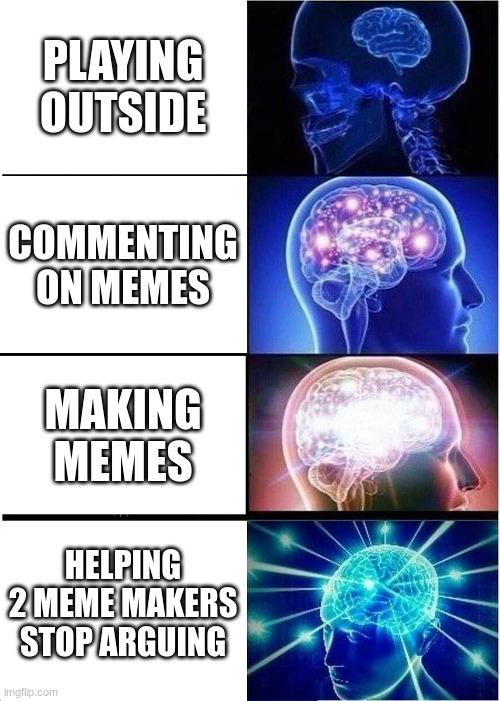 PLAYING
OUTSIDE
COMMENTING
ON MEMES
MAKING
MEMES
HELPING
2 MEME MAKERS
STOP ARGUING
imgflip.com